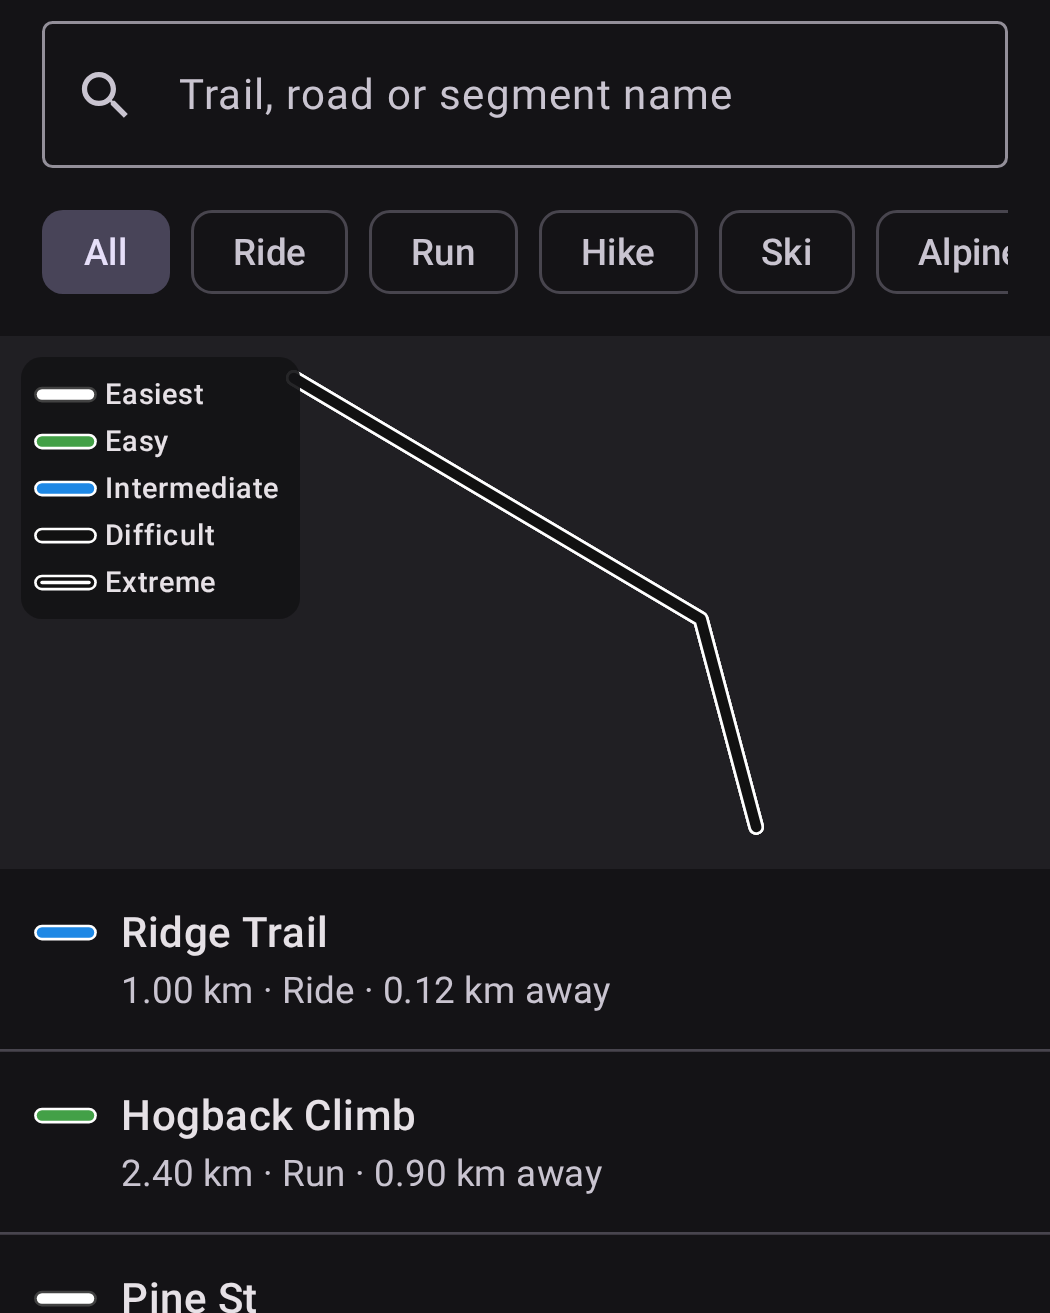 Trail, road or segment name
All Ride Run Hike Ski Alpine
Easiest
Easy
Intermediate
Difficult
Extreme
Ridge Trail
1.00 km · Ride · 0.12 km away
Hogback Climb
2.40 km · Run · 0.90 km away
Pine St